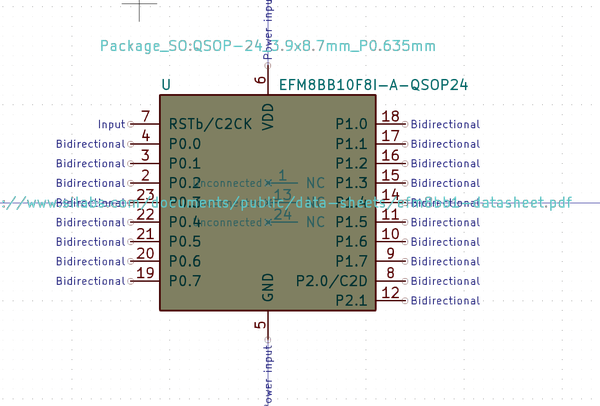 Power input
Package_SO:QSOP-24_3.9x8.7mm_P0.635mm
6
U EFM8BB10F8I-A-QSOP24
VDD
Input 7 RSTb/C2CK P1.0 18 Bidirectional
Bidirectional 4 P0.0 P1.1 17 Bidirectional
Bidirectional 3 P0.1 P1.2 16 Bidirectional
Bidirectional 2 P0.2 1 NC P1.3 15 Bidirectional
23 13 14
Bidirectional 22 P0.4 24 NC P1.5 11 Bidirectional
Bidirectional 21 P0.5 P1.6 10 Bidirectional
Bidirectional 20 P0.6 P1.7 9 Bidirectional
Bidirectional 19 P0.7 P2.0/C2D 8 Bidirectional
P2.1 12 Bidirectional
GND
5
Power input